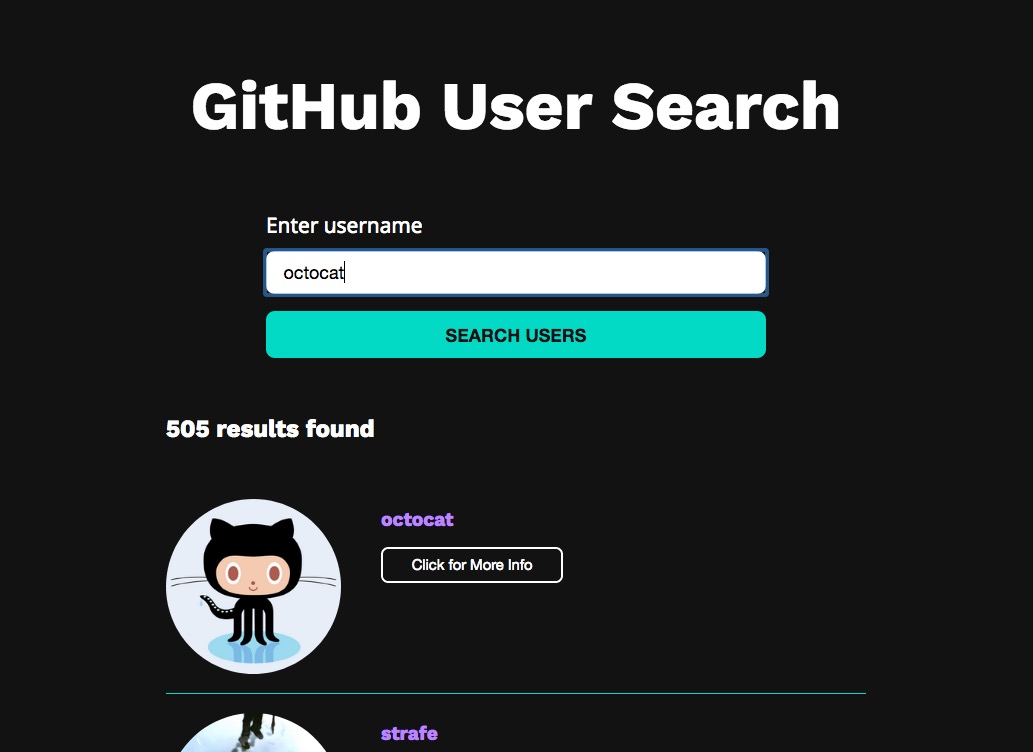 GitHub User Search
Enter username
octocat
SEARCH USERS
505 results found
octocat
Click for More Info
strafe